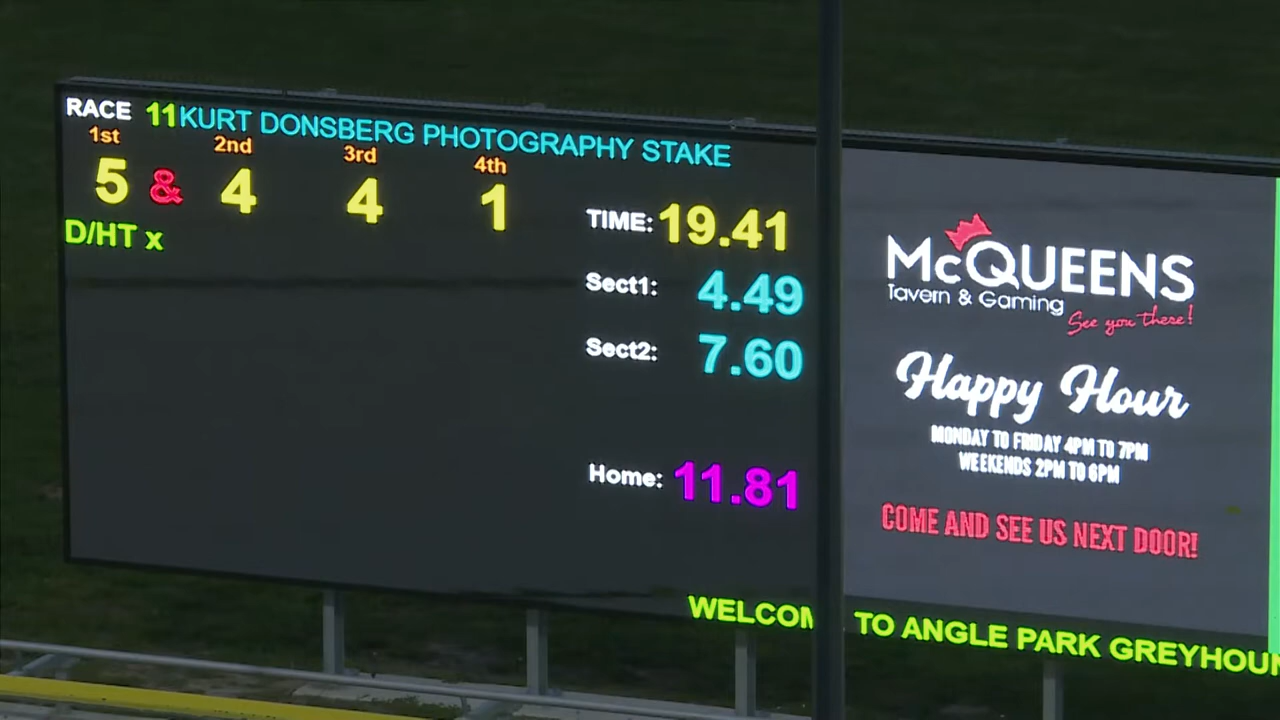 RACE 11 KURT DONSBERG PHOTOGRAPHY STAKE
1st 2nd 3rd 4th
5 & 4 4 1
D/HT x
TIME: 19.41
Sect1: 4.49
Sect2: 7.60
Home: 11.81
McQUEENS
Tavern & Gaming
See you there!
Happy Hour
MONDAY TO FRIDAY 4PM TO 7PM
WEEKENDS 2PM TO 6PM
COME AND SEE US NEXT DOOR!
WELCOM TO ANGLE PARK GREYHOUN